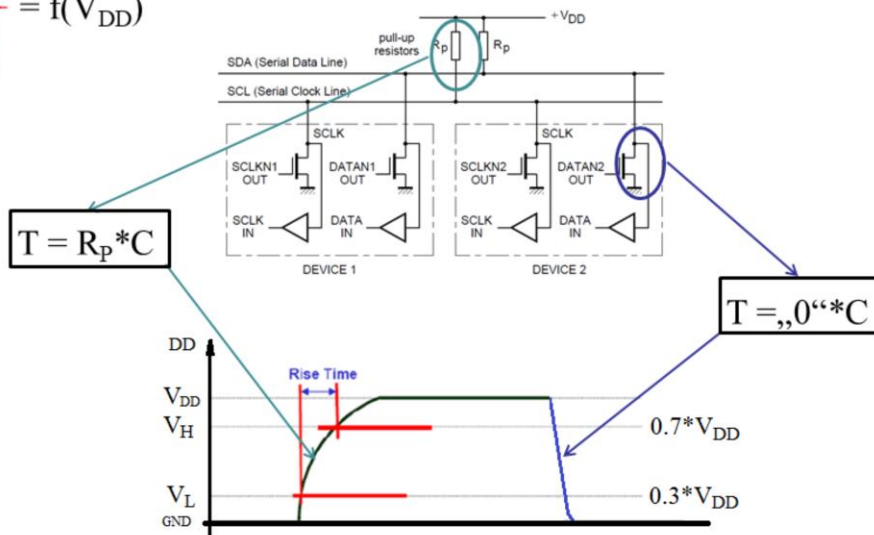 = f(VDD)
+VDD
pull-up
resistors
Rp
Rp
SDA (Serial Data Line)
SCL (Serial Clock Line)
SCLK
SCLK
SCLKN1
OUT
DATAN1
OUT
SCLKN2
OUT
DATAN2
OUT
SCLK
IN
DATA
IN
SCLK
IN
DATA
IN
DEVICE 1
DEVICE 2
T = RP*C
T =„0“*C
DD
Rise Time
VDD
VH
0.7*VDD
VL
0.3*VDD
GND